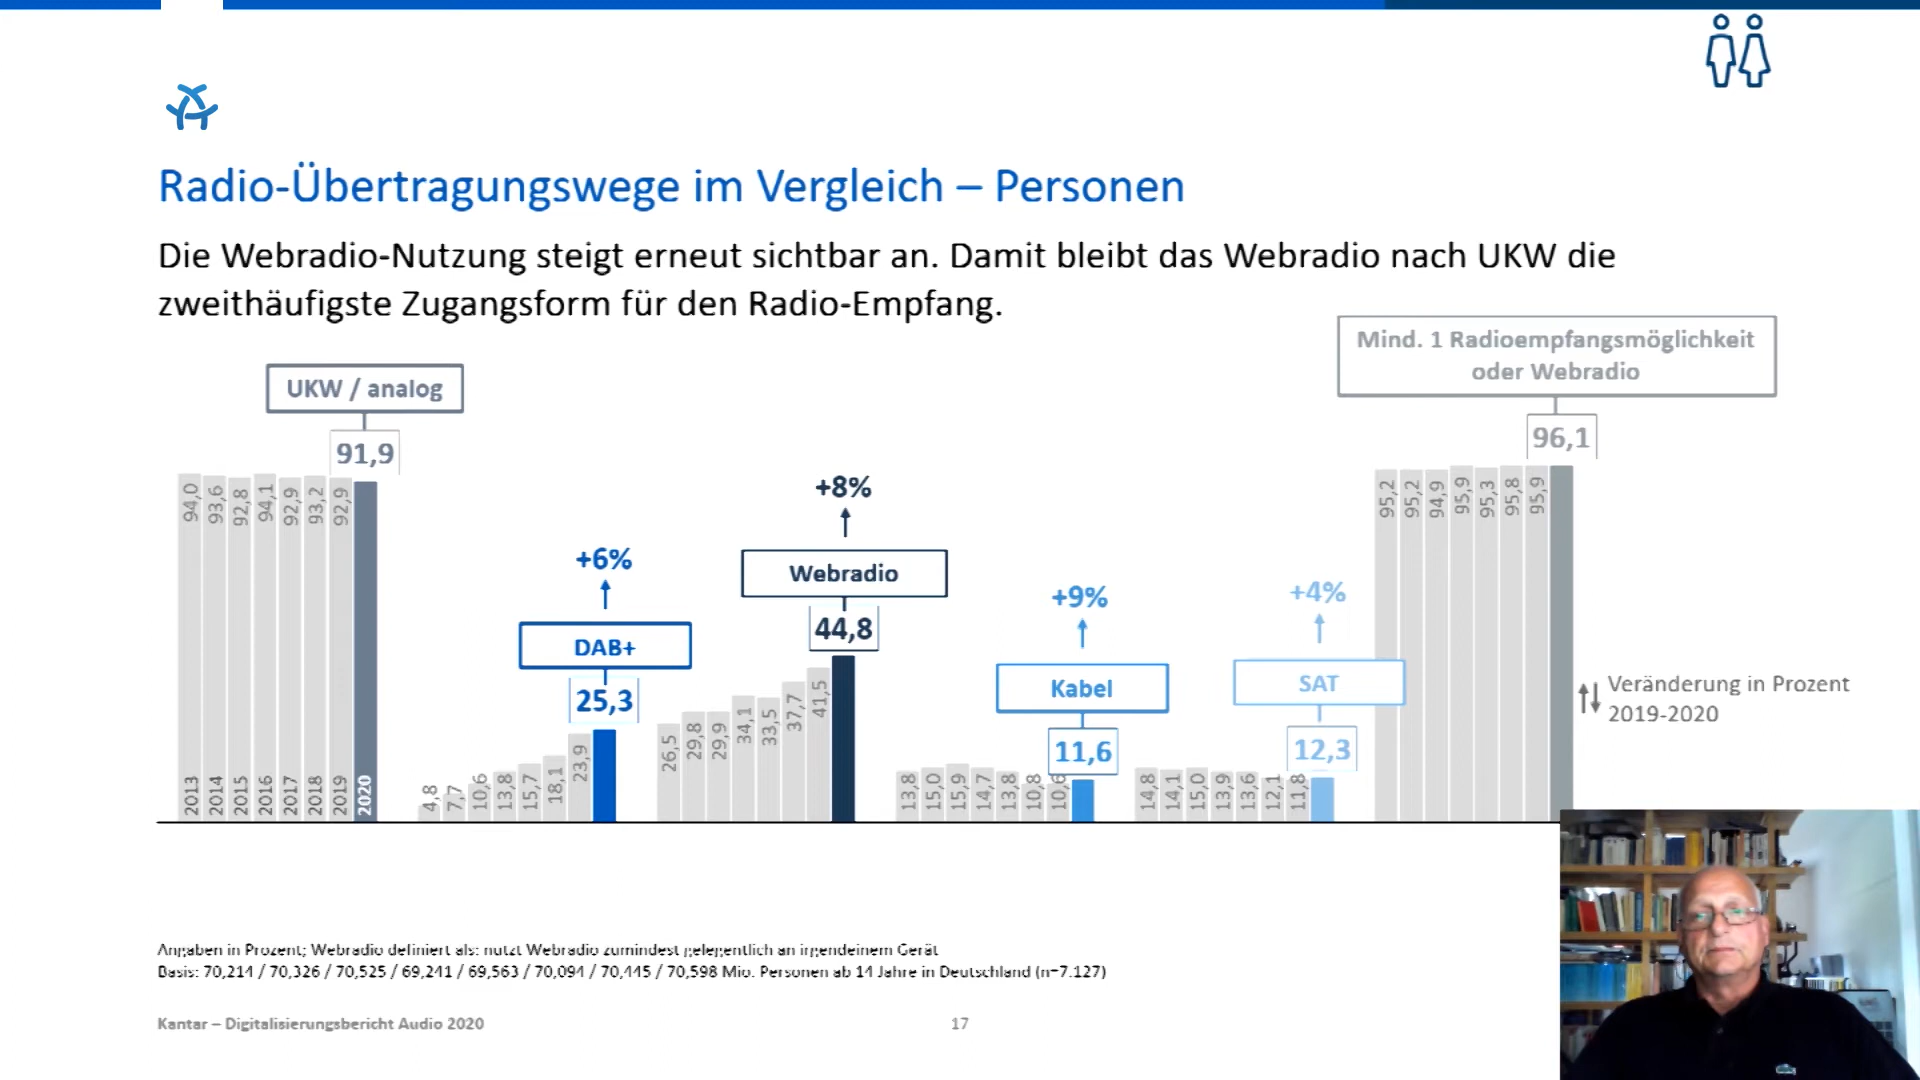 Radio-Übertragungswege im Vergleich – Personen
Die Webradio-Nutzung steigt erneut sichtbar an. Damit bleibt das Webradio nach UKW die
zweithäufigste Zugangsform für den Radio-Empfang.
Mind. 1 Radioempfangsmöglichkeit
oder Webradio
UKW / analog
96,1
91,9
+8%
94,0 93,6 92,8 94,1 92,9 93,2 92,9
95,2 95,2 94,9 95,9 95,3 95,8 95,9
+6%
Webradio
+9%
+4%
44,8
DAB+
Kabel
SAT
25,3
11,6
12,3
Veränderung in Prozent
2019-2020
2013 2014 2015 2016 2017 2018 2019 2020
4,8 7,7 10,6 13,8 15,7 18,1 23,9
26,5 29,8 29,9 34,1 33,5 37,7 41,5
13,8 15,0 15,9 14,7 13,8 10,8 10,6
14,8 14,1 15,0 13,9 13,6 12,1 11,8
Angaben in Prozent; Webradio definiert als: nutzt Webradio zumindest gelegentlich an irgendeinem Gerät
Basis: 70,214 / 70,326 / 70,525 / 69,241 / 69,563 / 70,094 / 70,445 / 70,598 Mio. Personen ab 14 Jahre in Deutschland (n=7.127)
Kantar – Digitalisierungsbericht Audio 2020
17